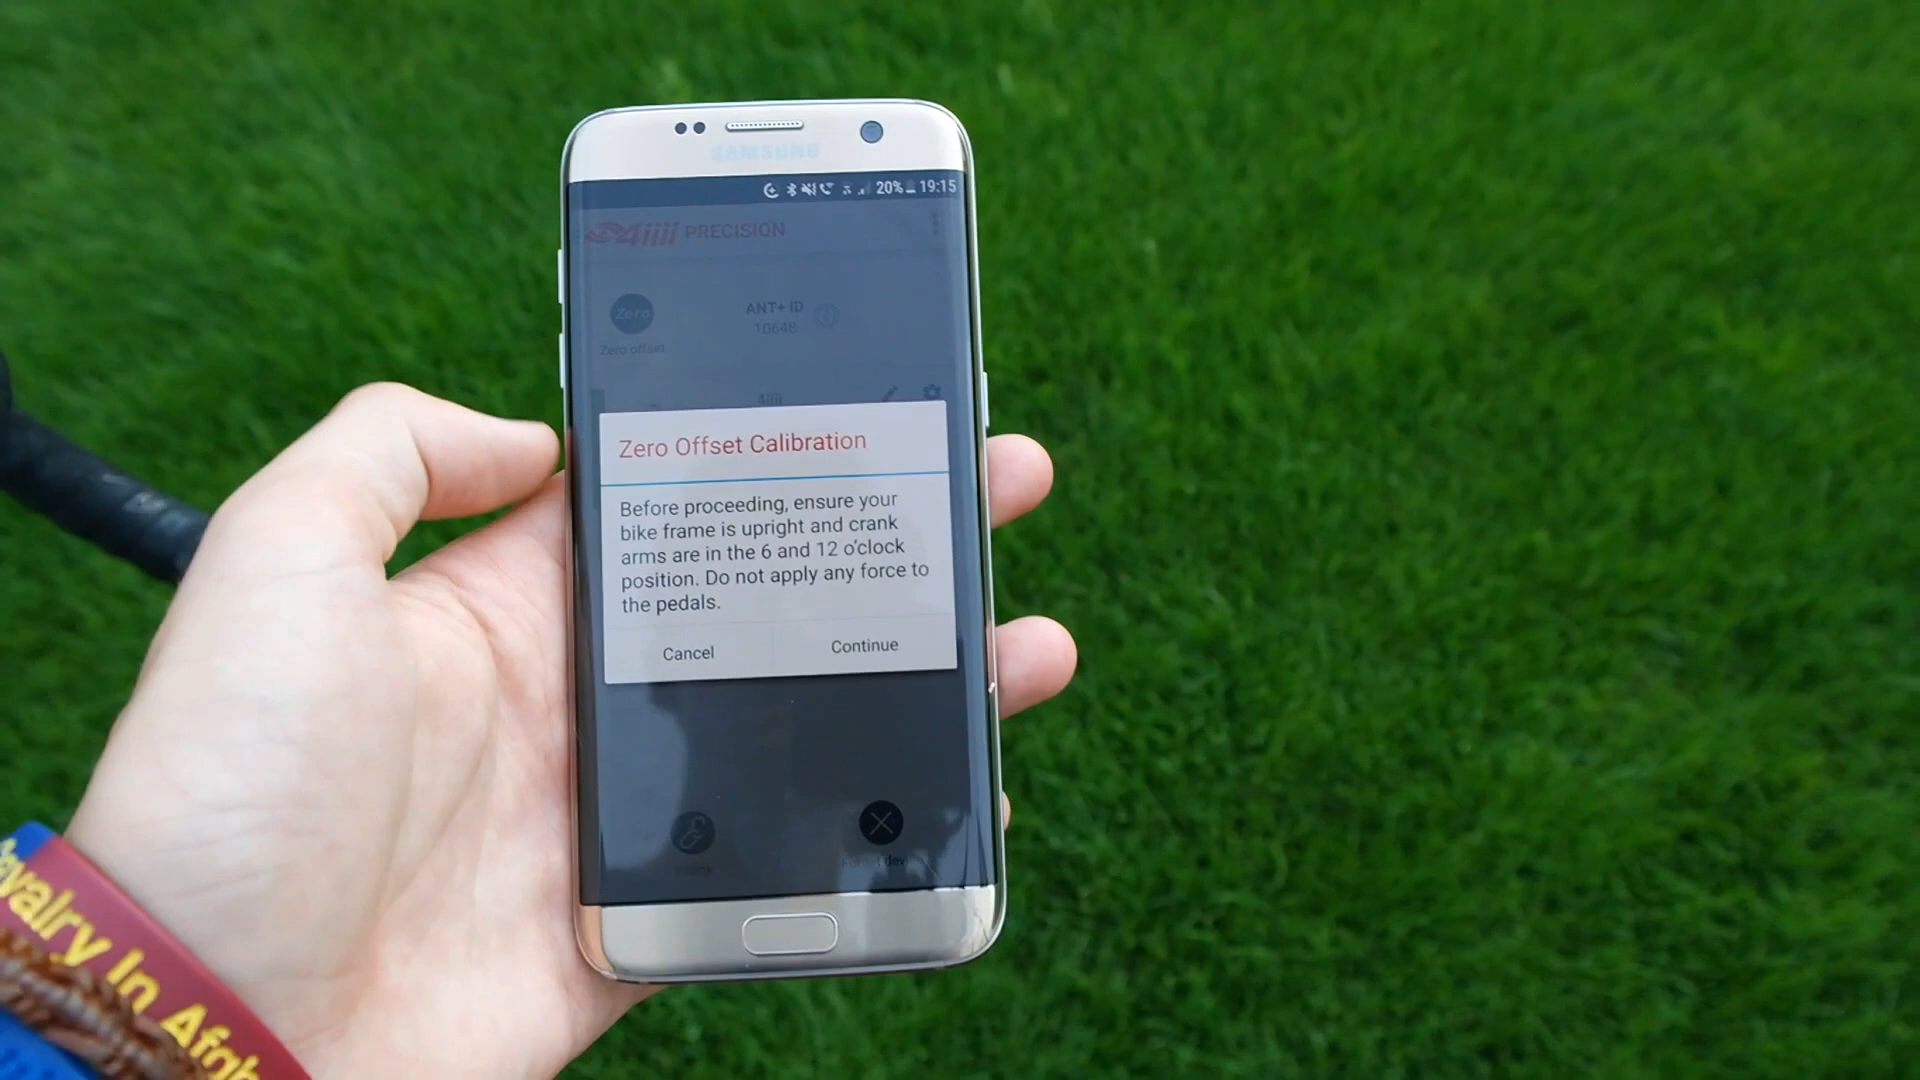 SAMSUNG
20% 19:15
4iiii PRECISION
Zero
ANT+ ID
10648
Zero offset
4iiii
Zero Offset Calibration
Before proceeding, ensure your
bike frame is upright and crank
arms are in the 6 and 12 o'clock
position. Do not apply any force to
the pedals.
Cancel
Continue
In